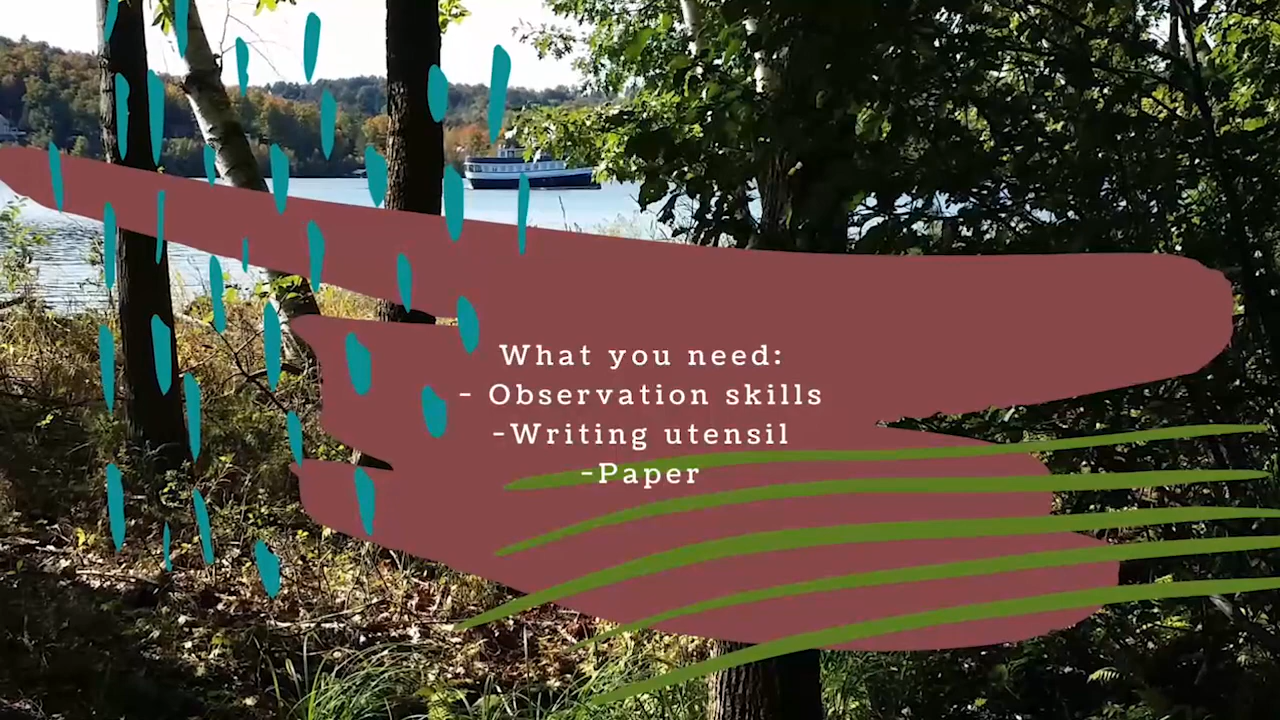 What you need:
- Observation skills
-Writing utensil
-Paper